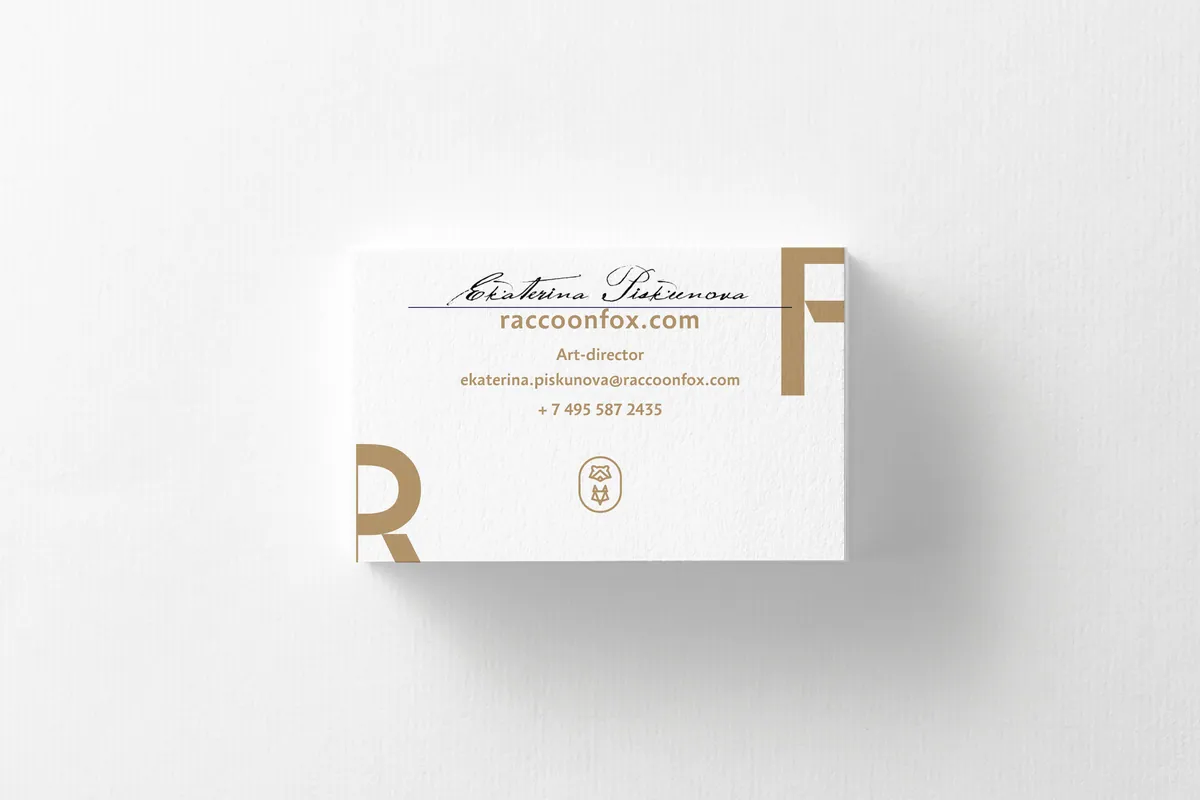 F
Ekaterina Piskunova
raccoonfox.com
Art-director
ekaterina.piskunova@raccoonfox.com
+ 7 495 587 2435
R